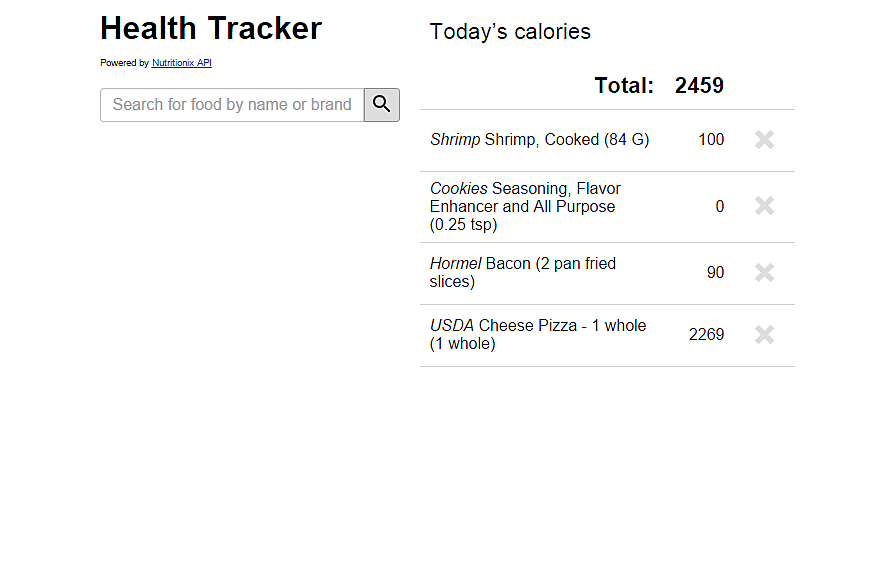 Health Tracker
Powered by Nutritionix API
Search for food by name or brand
Today’s calories
Total: 2459
Shrimp Shrimp, Cooked (84 G) 100
Cookies Seasoning, Flavor
Enhancer and All Purpose 0
(0.25 tsp)
Hormel Bacon (2 pan fried 90
slices)
USDA Cheese Pizza - 1 whole 2269
(1 whole)